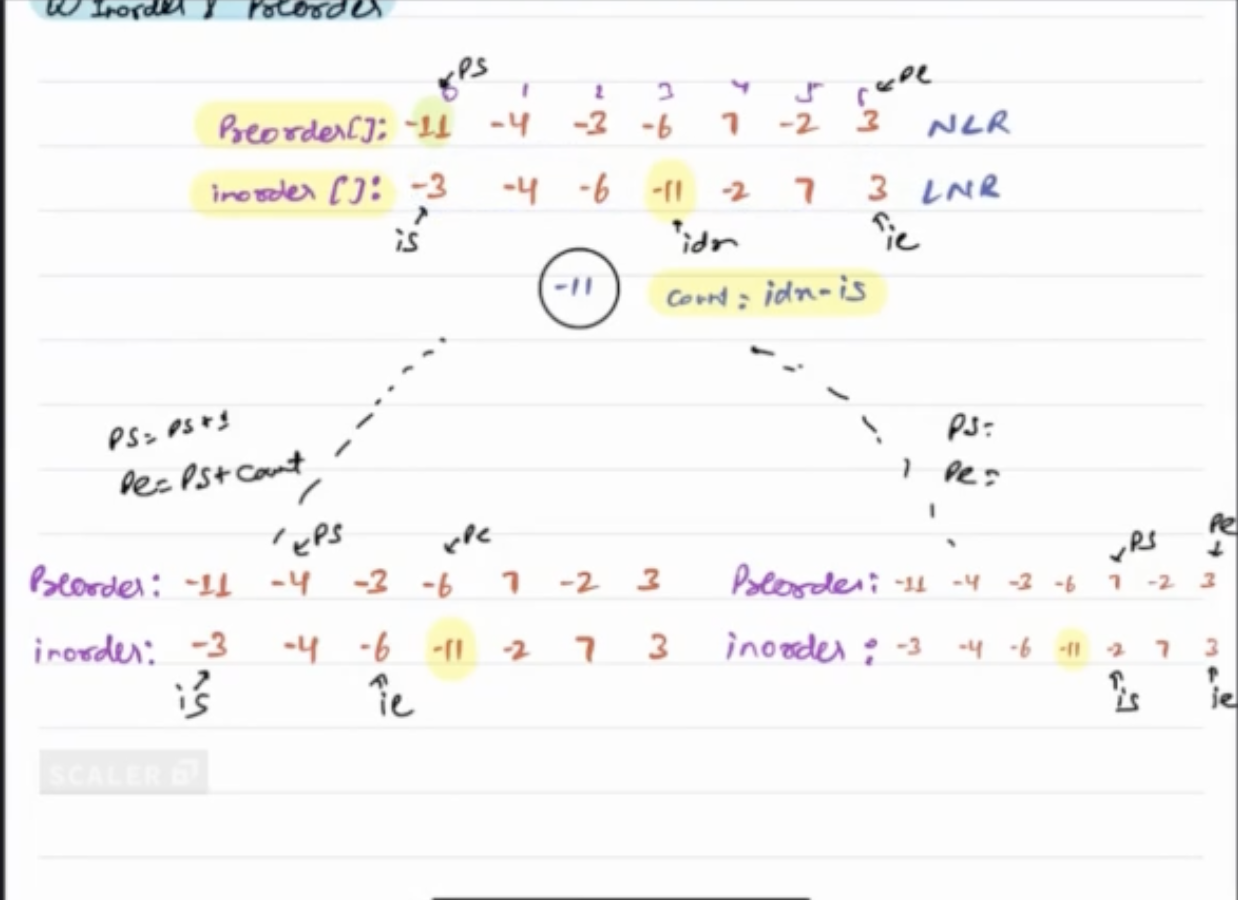 Inorder & Preorder
PS
0 1 2 3 4 5 6 pe
Preorder[]: -11 -4 -3 -6 7 -2 3 NLR
inorder []: -3 -4 -6 -11 -2 7 3 LNR
is idn ie
-11 count = idn-is
PS= PS+1
Pe= PS+count
PS=
Pe=
PS Pe
Preorder: -11 -4 -3 -6 7 -2 3
inorder: -3 -4 -6 -11 -2 7 3
is ie
PS Pe
Preorder: -11 -4 -3 -6 7 -2 3
inorder: -3 -4 -6 -11 -2 7 3
is ie
SCALER